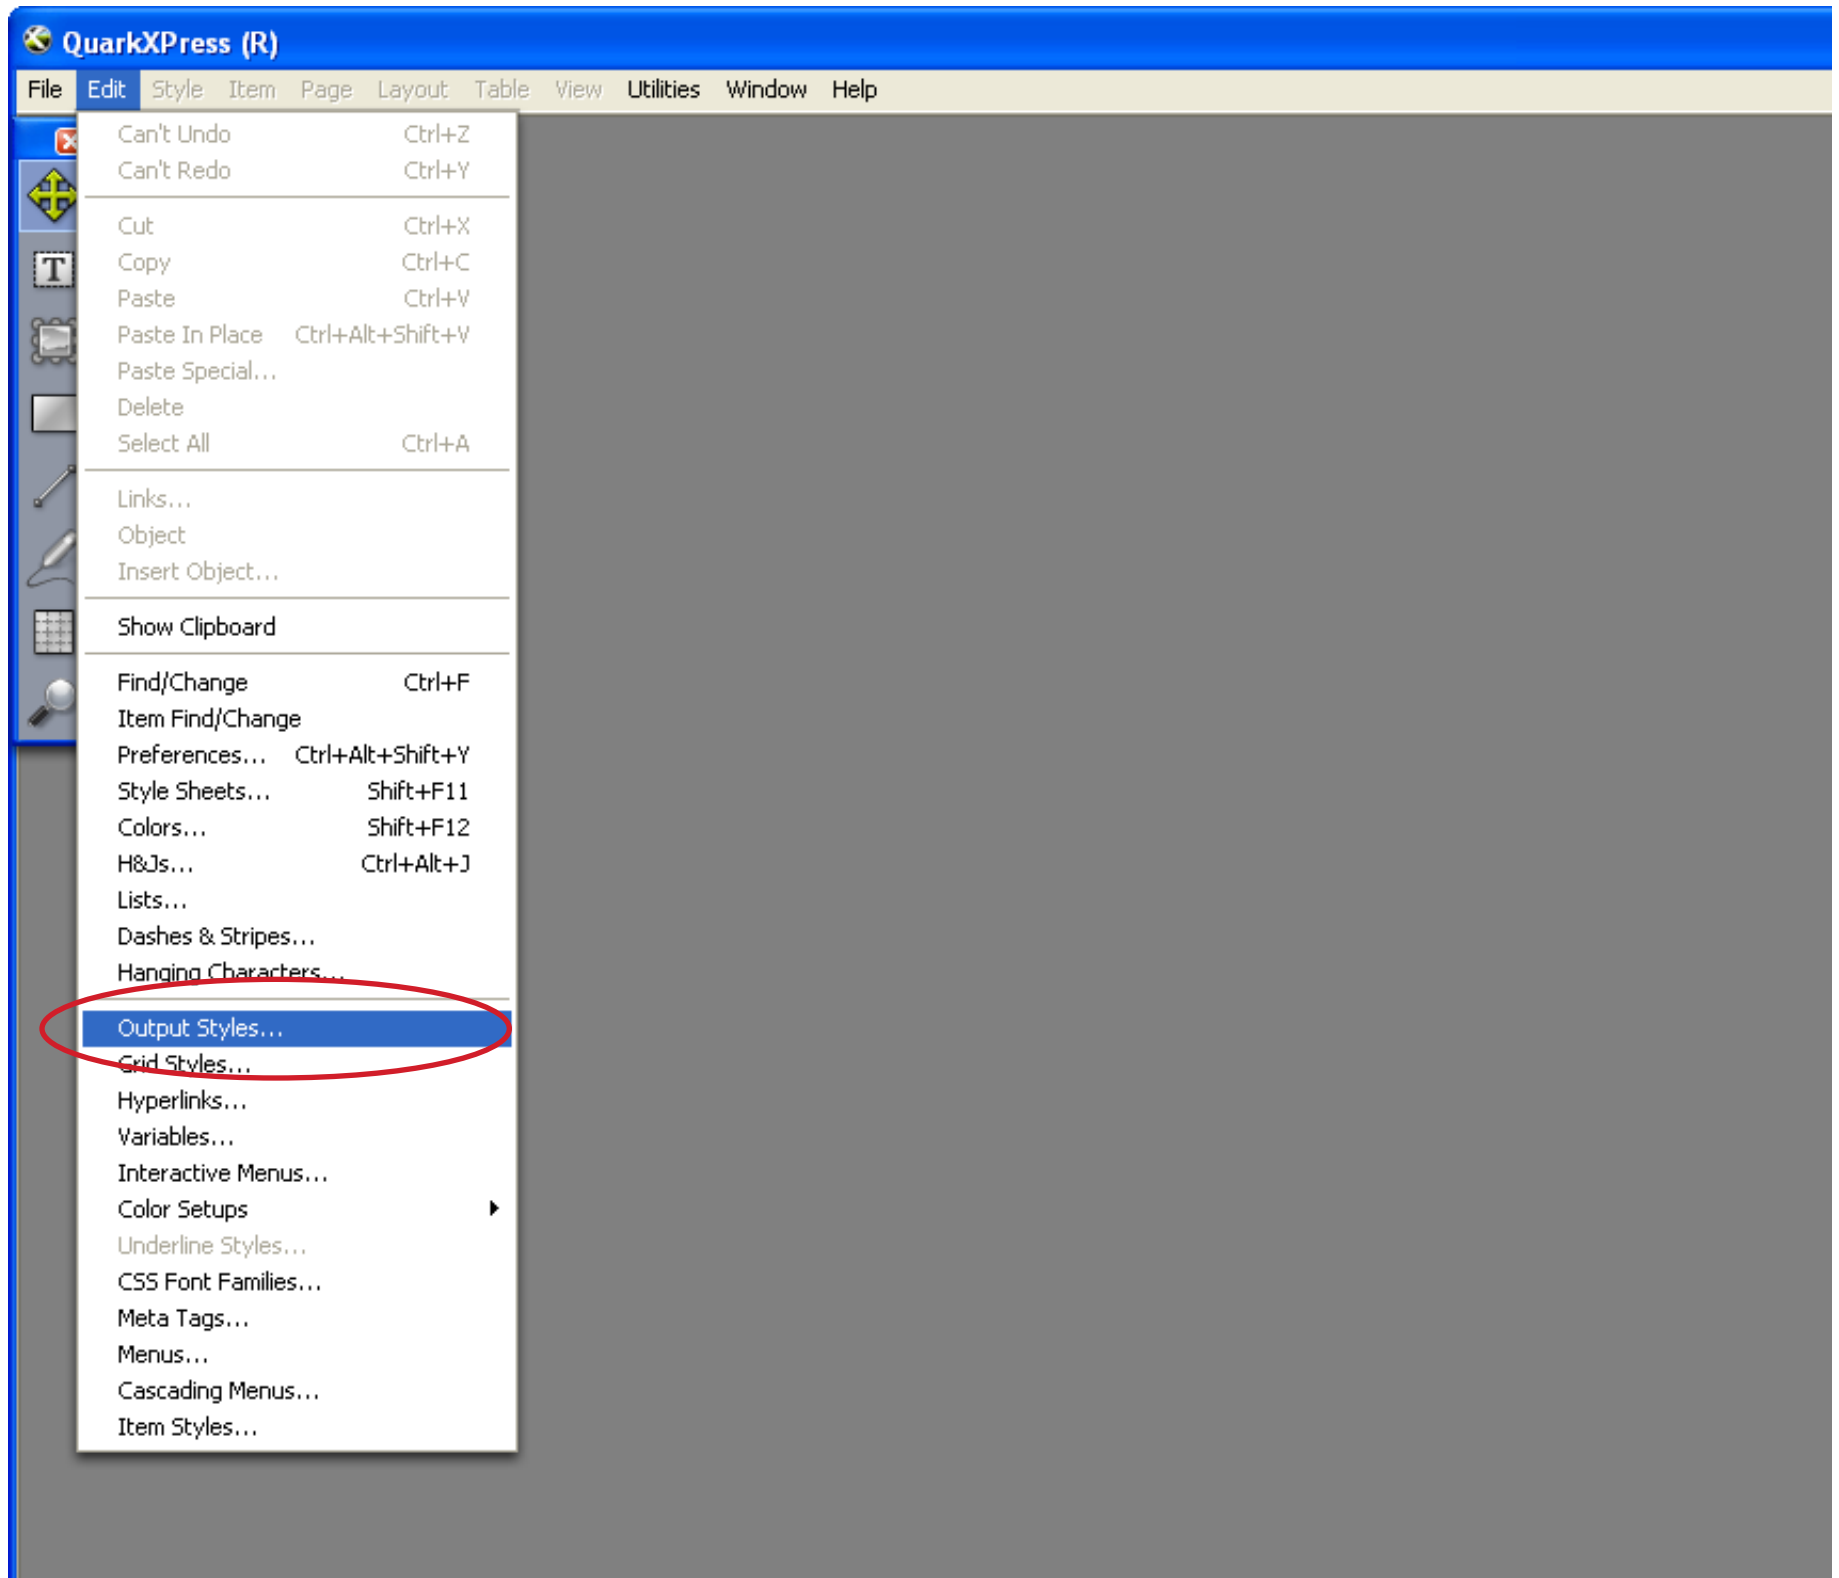 QuarkXPress (R)
File Edit Style Item Page Layout Table View Utilities Window Help
Can't Undo Ctrl+Z
Can't Redo Ctrl+Y
Cut Ctrl+X
Copy Ctrl+C
Paste Ctrl+V
Paste In Place Ctrl+Alt+Shift+V
Paste Special...
Delete
Select All Ctrl+A
Links...
Object
Insert Object...
Show Clipboard
Find/Change Ctrl+F
Item Find/Change
Preferences... Ctrl+Alt+Shift+Y
Style Sheets... Shift+F11
Colors... Shift+F12
H&Js... Ctrl+Alt+J
Lists...
Dashes & Stripes...
Hanging Characters...
Output Styles...
Grid Styles...
Hyperlinks...
Variables...
Interactive Menus...
Color Setups
Underline Styles...
CSS Font Families...
Meta Tags...
Menus...
Cascading Menus...
Item Styles...